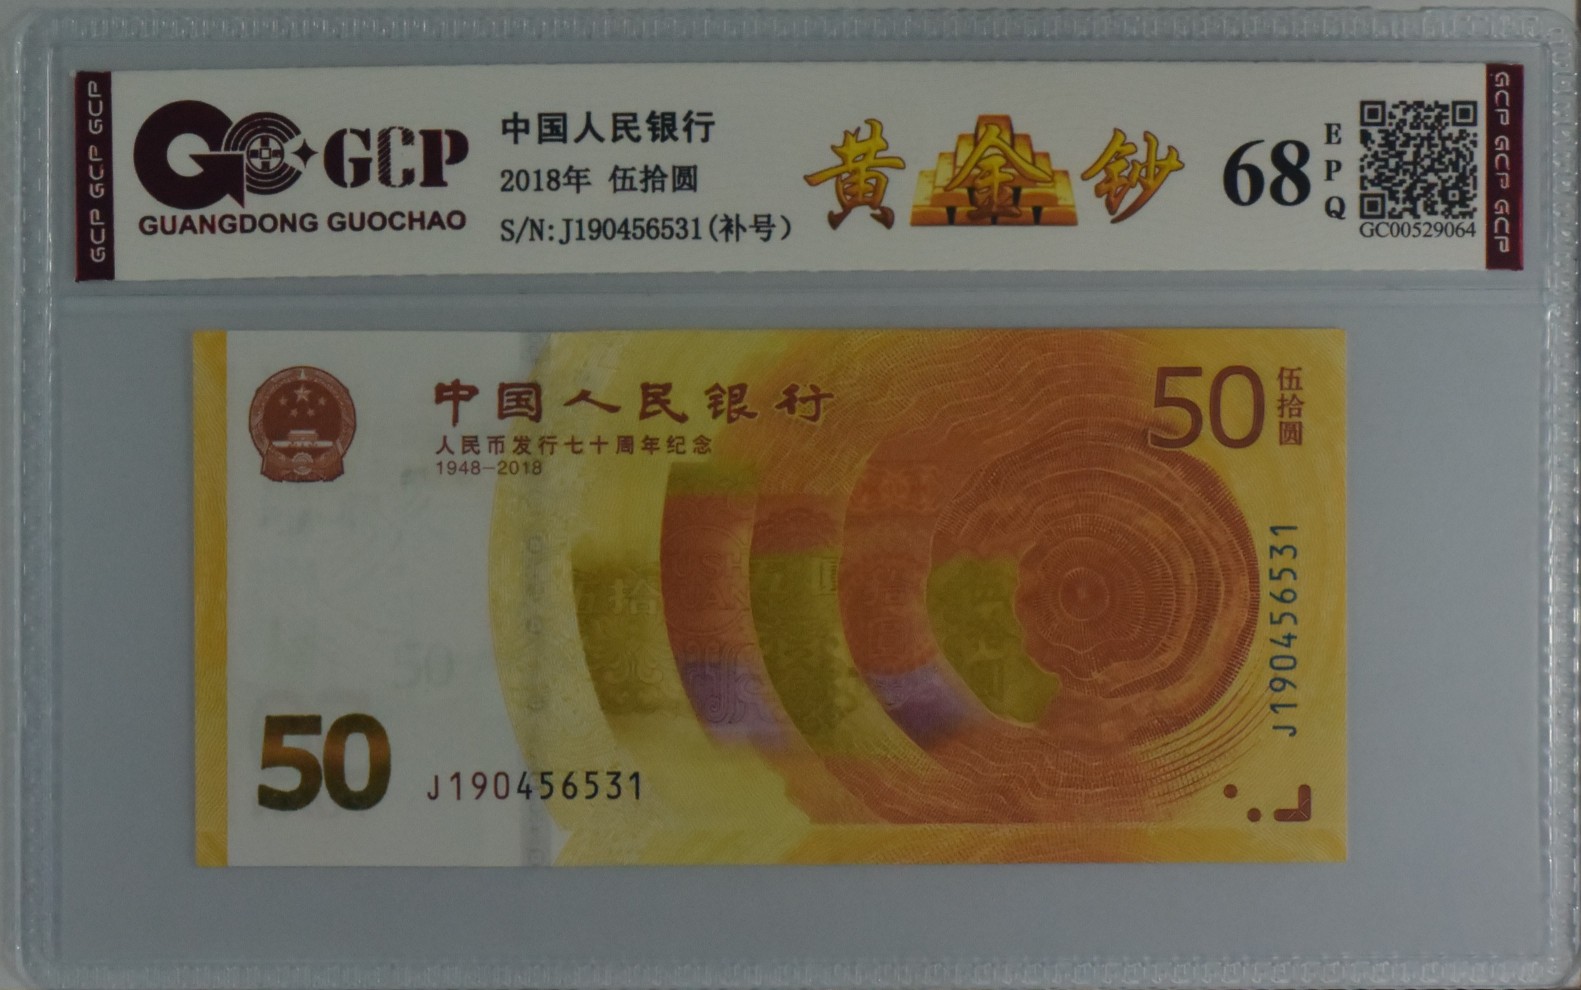 GCP GCP GCP
GC GCP
GUANGDONG GUOCHAO
中国人民银行
2018年 伍拾圆
S/N:J190456531(补号)
黄金钞
68
EPQ
GC00529064
GCP GCP GCP
中国人民银行
人民币发行七十周年纪念
1948-2018
50
伍拾圆
拾
50
J190456531
50
J190456531